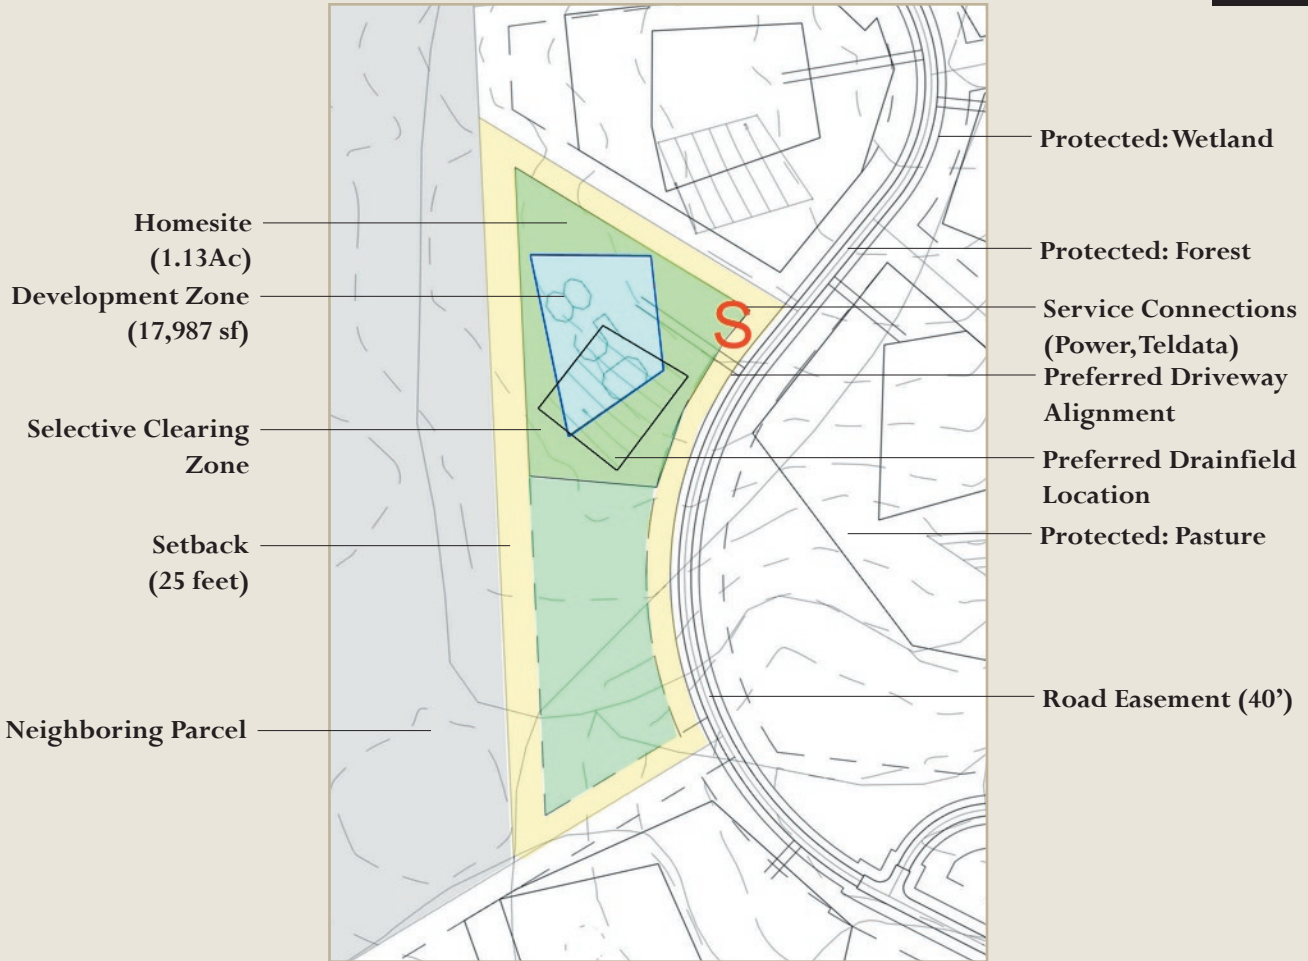 Homesite
(1.13Ac)
Development Zone
(17,987 sf)
Selective Clearing
Zone
Setback
(25 feet)
Neighboring Parcel
S
Protected: Wetland
Protected: Forest
Service Connections
(Power, Teldata)
Preferred Driveway
Alignment
Preferred Drainfield
Location
Protected: Pasture
Road Easement (40’)